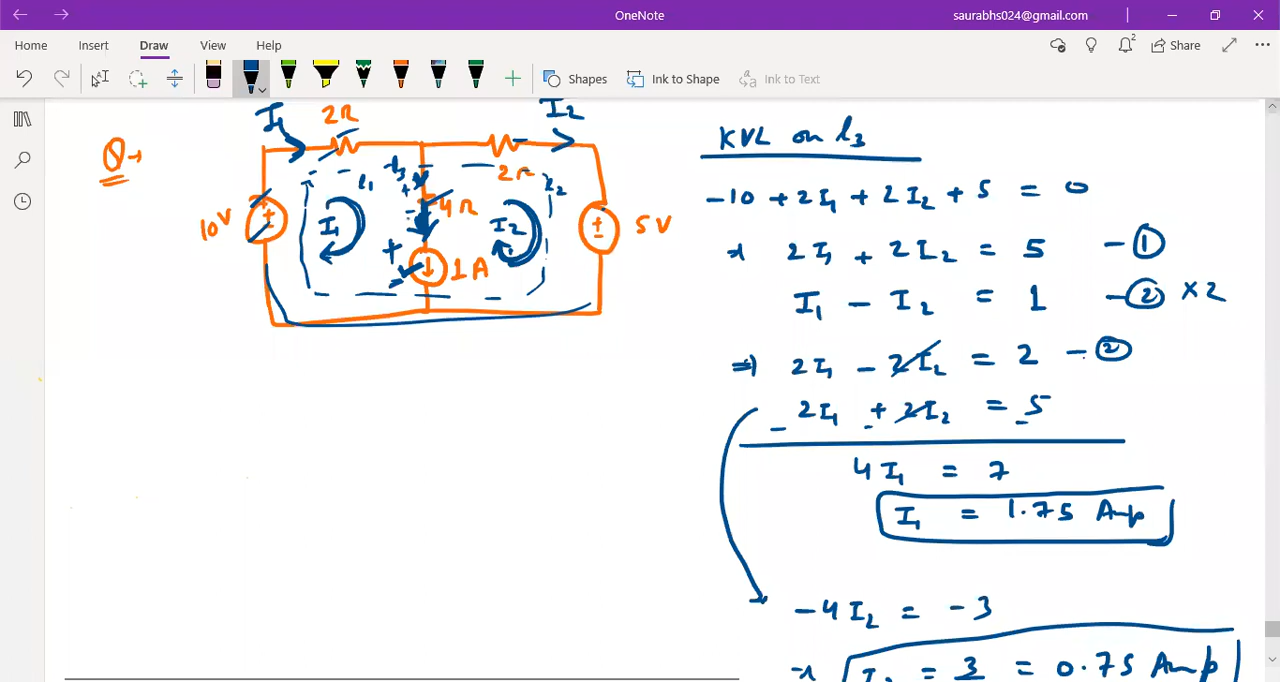 OneNote
saurabhs024@gmail.com
Home Insert Draw View Help
Share
Shapes
Ink to Shape
Ink to Text
Q→
I1
2Ω
I2
2Ω
l1
l3
l2
10V
+
-
I1
+
-
4Ω
I2
+
-
5V
+
-
1A
KVL on l3
-10 + 2I1 + 2I2 + 5 = 0
⇒ 2I1 + 2I2 = 5 - ①
I1 - I2 = 1 - ② ×2
⇒ 2I1 - 2I2 = 2 - ②
2I1 + 2I2 = 5
- - -
4I1 = 7
I1 = 1.75 Amp
-4I2 = -3
⇒ I2 = 3 = 0.75 Amp